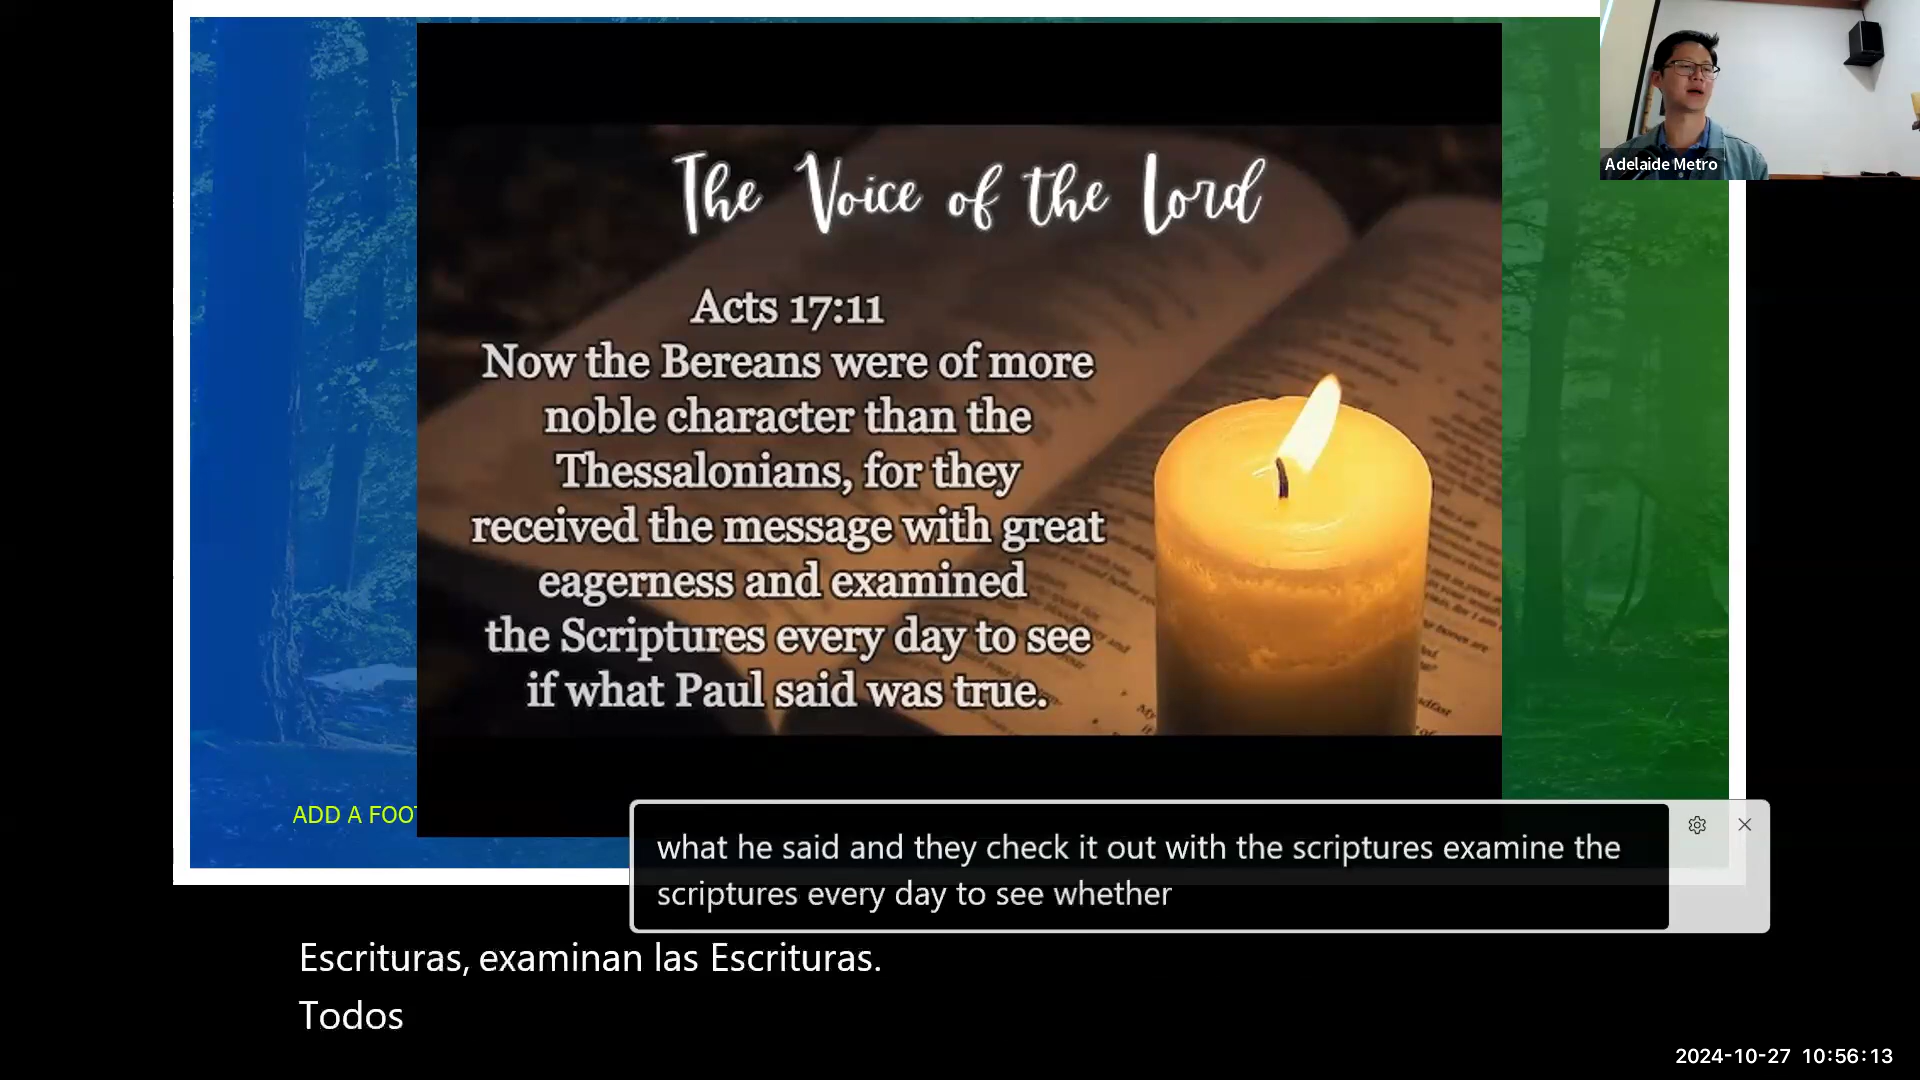 Adelaide Metro
The Voice of the Lord
Acts 17:11
Now the Bereans were of more
noble character than the
Thessalonians, for they
received the message with great
eagerness and examined
the Scriptures every day to see
if what Paul said was true.
ADD A FOO
what he said and they check it out with the scriptures examine the
scriptures every day to see whether
Escrituras, examinan las Escrituras.
Todos
2024-10-27 10:56:13